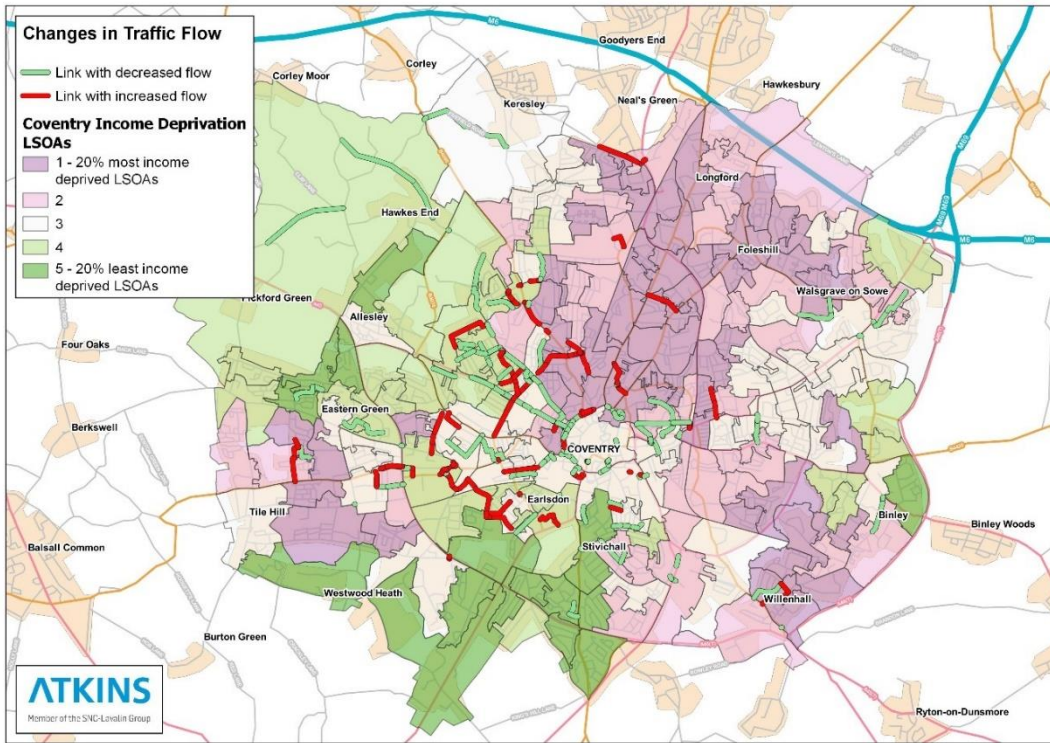 Changes in Traffic Flow
Link with decreased flow
Link with increased flow
Coventry Income Deprivation
LSOAs
1 - 20% most income
deprived LSOAs
2
3
4
5 - 20% least income
deprived LSOAs
M6
Goodyers End
Corley Moor
Corley
Keresley
Neal's Green
Hawkesbury
Longford
M69
M6
M6
Hawkes End
Foleshill
Walsgrave on Sowe
Pickford Green
Allesley
Four Oaks
Eastern Green
Berkswell
COVENTRY
Tile Hill
Earlsdon
Binley
Binley Woods
Balsall Common
Stivichall
Westwood Heath
Willenhall
Burton Green
Ryton-on-Dunsmore
ATKINS
Member of the SNC-Lavalin Group